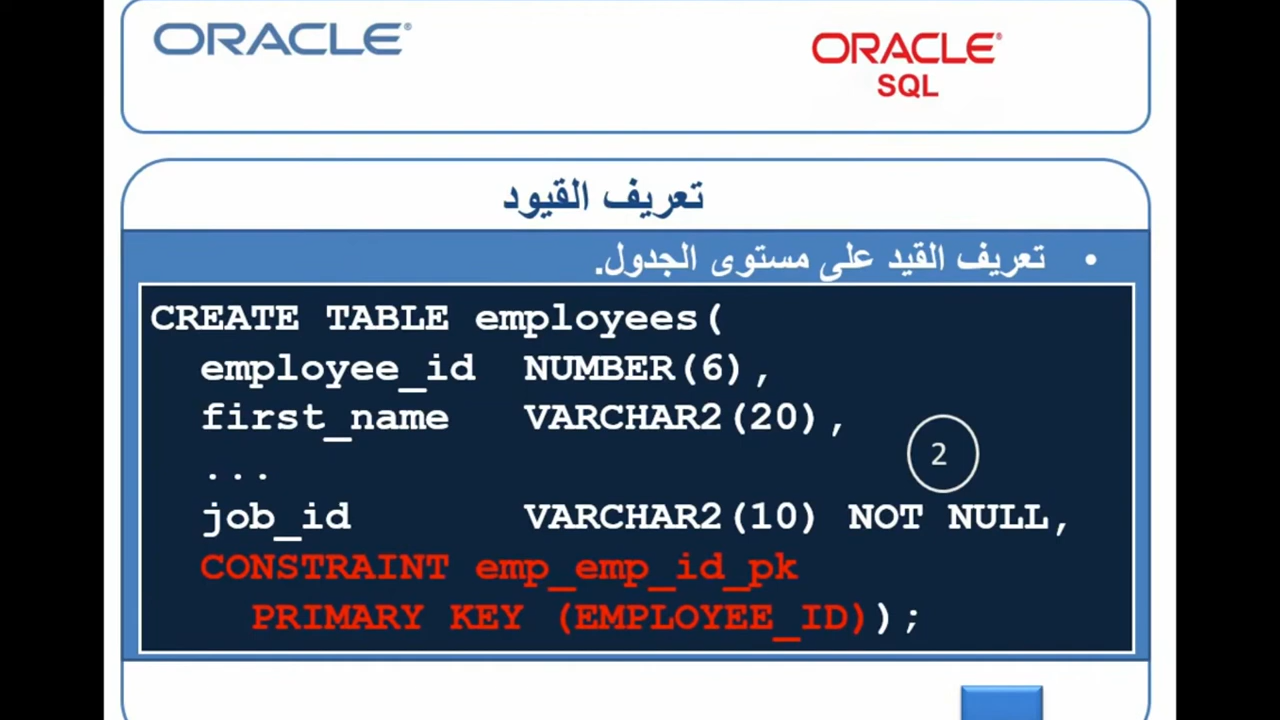 ORACLE®
ORACLE®
SQL
تعريف القيود
• تعريف القيد على مستوى الجدول.
CREATE TABLE employees(
employee_id NUMBER(6),
first_name VARCHAR2(20),
2
...
job_id VARCHAR2(10) NOT NULL,
CONSTRAINT emp_emp_id_pk
PRIMARY KEY (EMPLOYEE_ID));